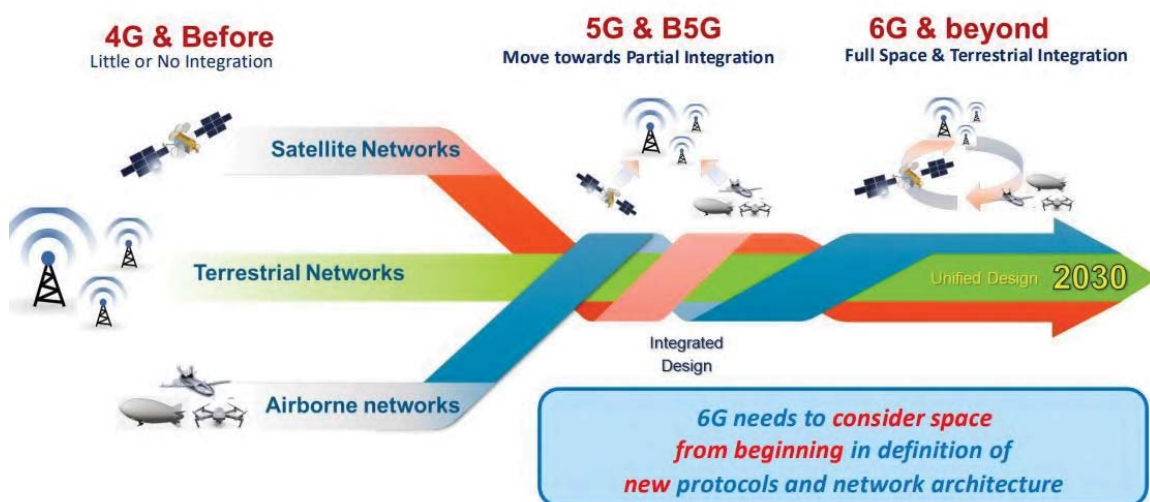 4G & Before
Little or No Integration
5G & B5G
Move towards Partial Integration
6G & beyond
Full Space & Terrestrial Integration
Satellite Networks
Terrestrial Networks
Airborne networks
Integrated
Design
Unified Design 2030
6G needs to consider space
from beginning in definition of
new protocols and network architecture